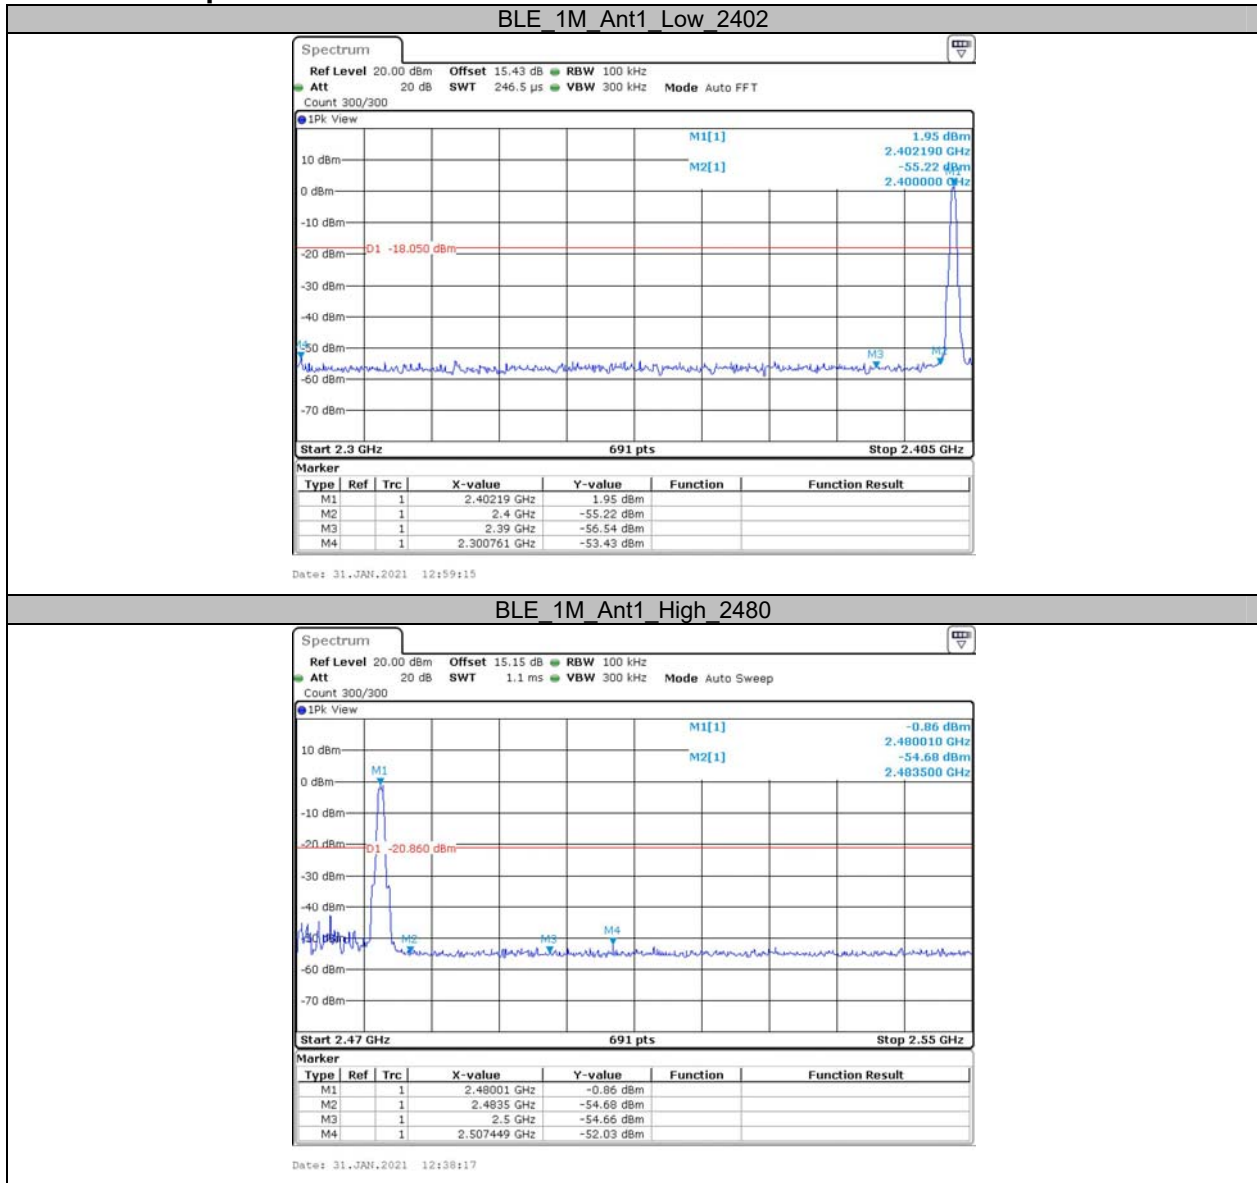 BLE_1M_Ant1_Low_2402
Spectrum
Ref Level 20.00 dBm Offset 15.43 dB RBW 100 kHz
Att 20 dB SWT 246.5 µs VBW 300 kHz Mode Auto FFT
Count 300/300
1Pk View
M1[1] 1.95 dBm
2.402190 GHz
10 dBm
M2[1] -55.22 dBm
2.400000 GHz
M1
0 dBm
-10 dBm
D1 -18.050 dBm
-20 dBm
-30 dBm
-40 dBm
M4
-50 dBm
M3 M2
-60 dBm
-70 dBm
Start 2.3 GHz 691 pts Stop 2.405 GHz
Marker
Type Ref Trc X-value Y-value Function Function Result
M1 1 2.40219 GHz 1.95 dBm
M2 1 2.4 GHz -55.22 dBm
M3 1 2.39 GHz -56.54 dBm
M4 1 2.300761 GHz -53.43 dBm
Date: 31.JAN.2021 12:59:15
BLE_1M_Ant1_High_2480
Spectrum
Ref Level 20.00 dBm Offset 15.15 dB RBW 100 kHz
Att 20 dB SWT 1.1 ms VBW 300 kHz Mode Auto Sweep
Count 300/300
1Pk View
M1[1] -0.86 dBm
2.480010 GHz
10 dBm
M2[1] -54.68 dBm
2.483500 GHz
M1
0 dBm
-10 dBm
-20 dBm
D1 -20.860 dBm
-30 dBm
-40 dBm
M4
-50 dBm
M2 M3
-60 dBm
-70 dBm
Start 2.47 GHz 691 pts Stop 2.55 GHz
Marker
Type Ref Trc X-value Y-value Function Function Result
M1 1 2.48001 GHz -0.86 dBm
M2 1 2.4835 GHz -54.68 dBm
M3 1 2.5 GHz -54.66 dBm
M4 1 2.507449 GHz -52.03 dBm
Date: 31.JAN.2021 12:38:17